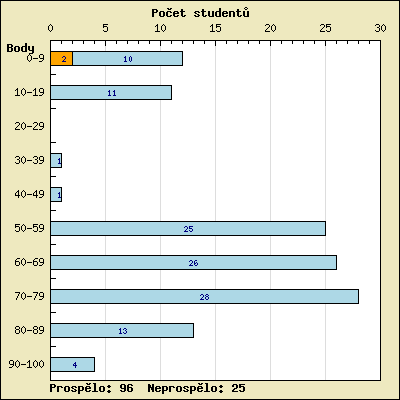 Počet studentů
0 5 10 15 20 25 30
Body
0-9 2 10
10-19 11
20-29
30-39 1
40-49 1
50-59 25
60-69 26
70-79 28
80-89 13
90-100 4
Prospělo: 96 Neprospělo: 25